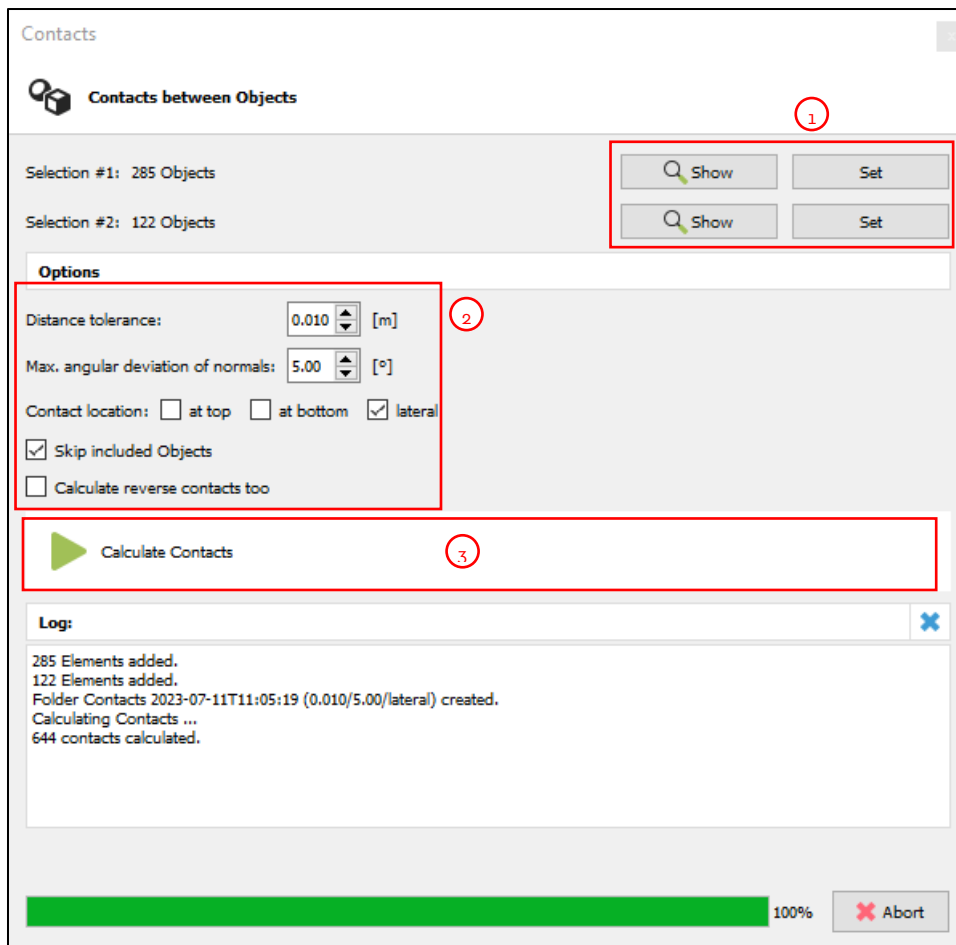 Contacts
Contacts between Objects
1
Selection #1: 285 Objects Show Set
Selection #2: 122 Objects Show Set
Options
Distance tolerance: 0.010 [m] 2
Max. angular deviation of normals: 5.00 [°]
Contact location: at top at bottom lateral
Skip included Objects
Calculate reverse contacts too
Calculate Contacts 3
Log:
285 Elements added.
122 Elements added.
Folder Contacts 2023-07-11T11:05:19 (0.010/5.00/lateral) created.
Calculating Contacts ...
644 contacts calculated.
100% Abort